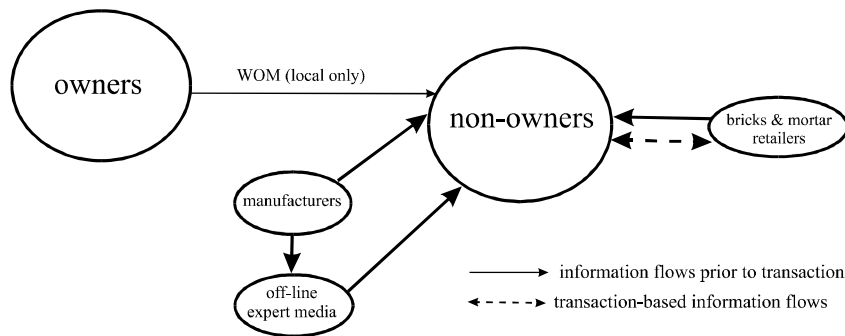 owners
WOM (local only)
non-owners
bricks & mortar
retailers
manufacturers
off-line
expert media
information flows prior to transaction
transaction-based information flows